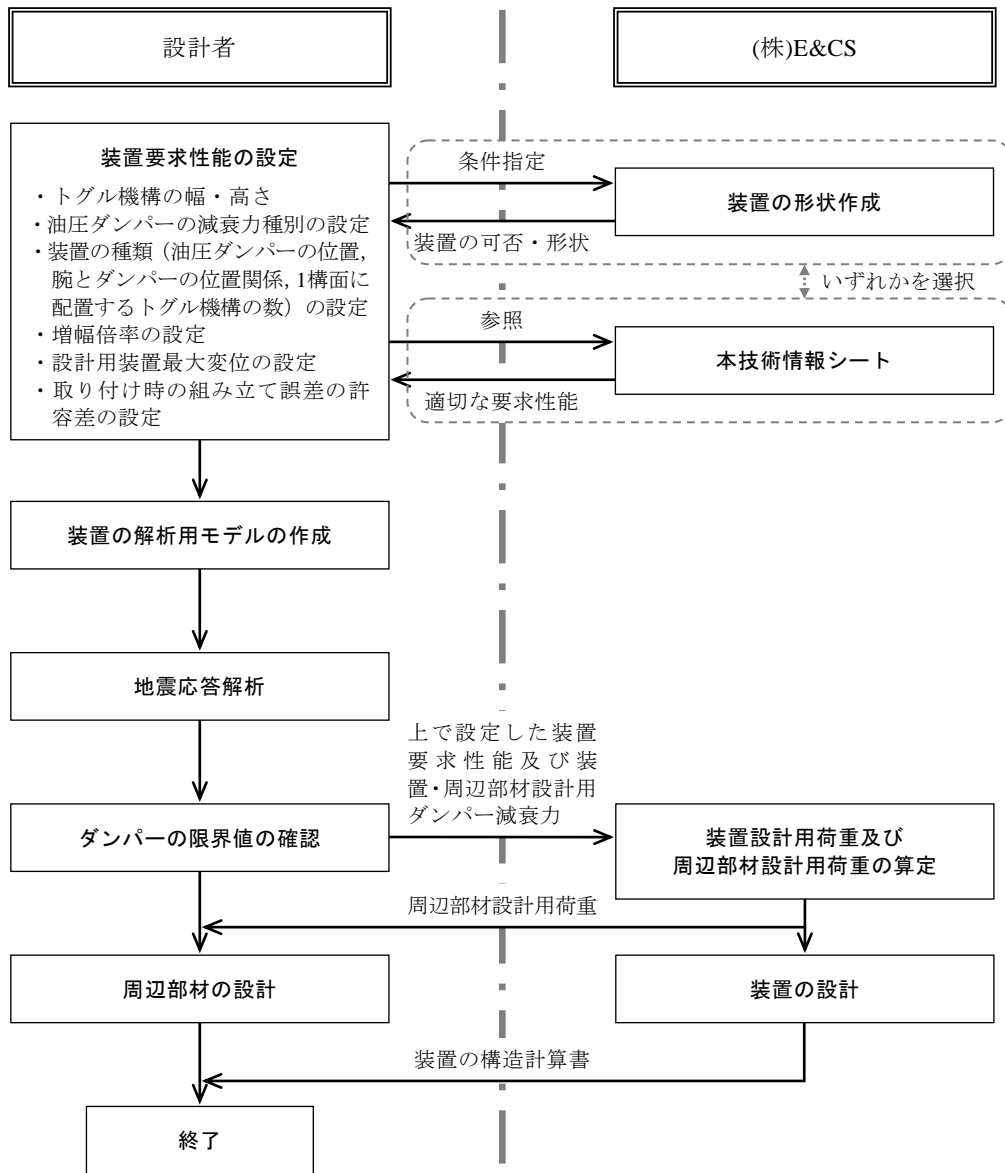 設計者
(株)E&CS
装置要求性能の設定
・トグル機構の幅・高さ
・油圧ダンパーの減衰力種別の設定
・装置の種類（油圧ダンパーの位置,
腕とダンパーの位置関係, 1構面に
配置するトグル機構の数）の設定
・増幅倍率の設定
・設計用装置最大変位の設定
・取り付け時の組み立て誤差の許
容差の設定
条件指定
装置の形状作成
装置の可否・形状
いずれかを選択
参照
本技術情報シート
適切な要求性能
装置の解析用モデルの作成
地震応答解析
上で設定した装置
要求性能及び装
置・周辺部材設計用
ダンパー減衰力
ダンパーの限界値の確認
装置設計用荷重及び
周辺部材設計用荷重の算定
周辺部材設計用荷重
周辺部材の設計
装置の設計
装置の構造計算書
終了